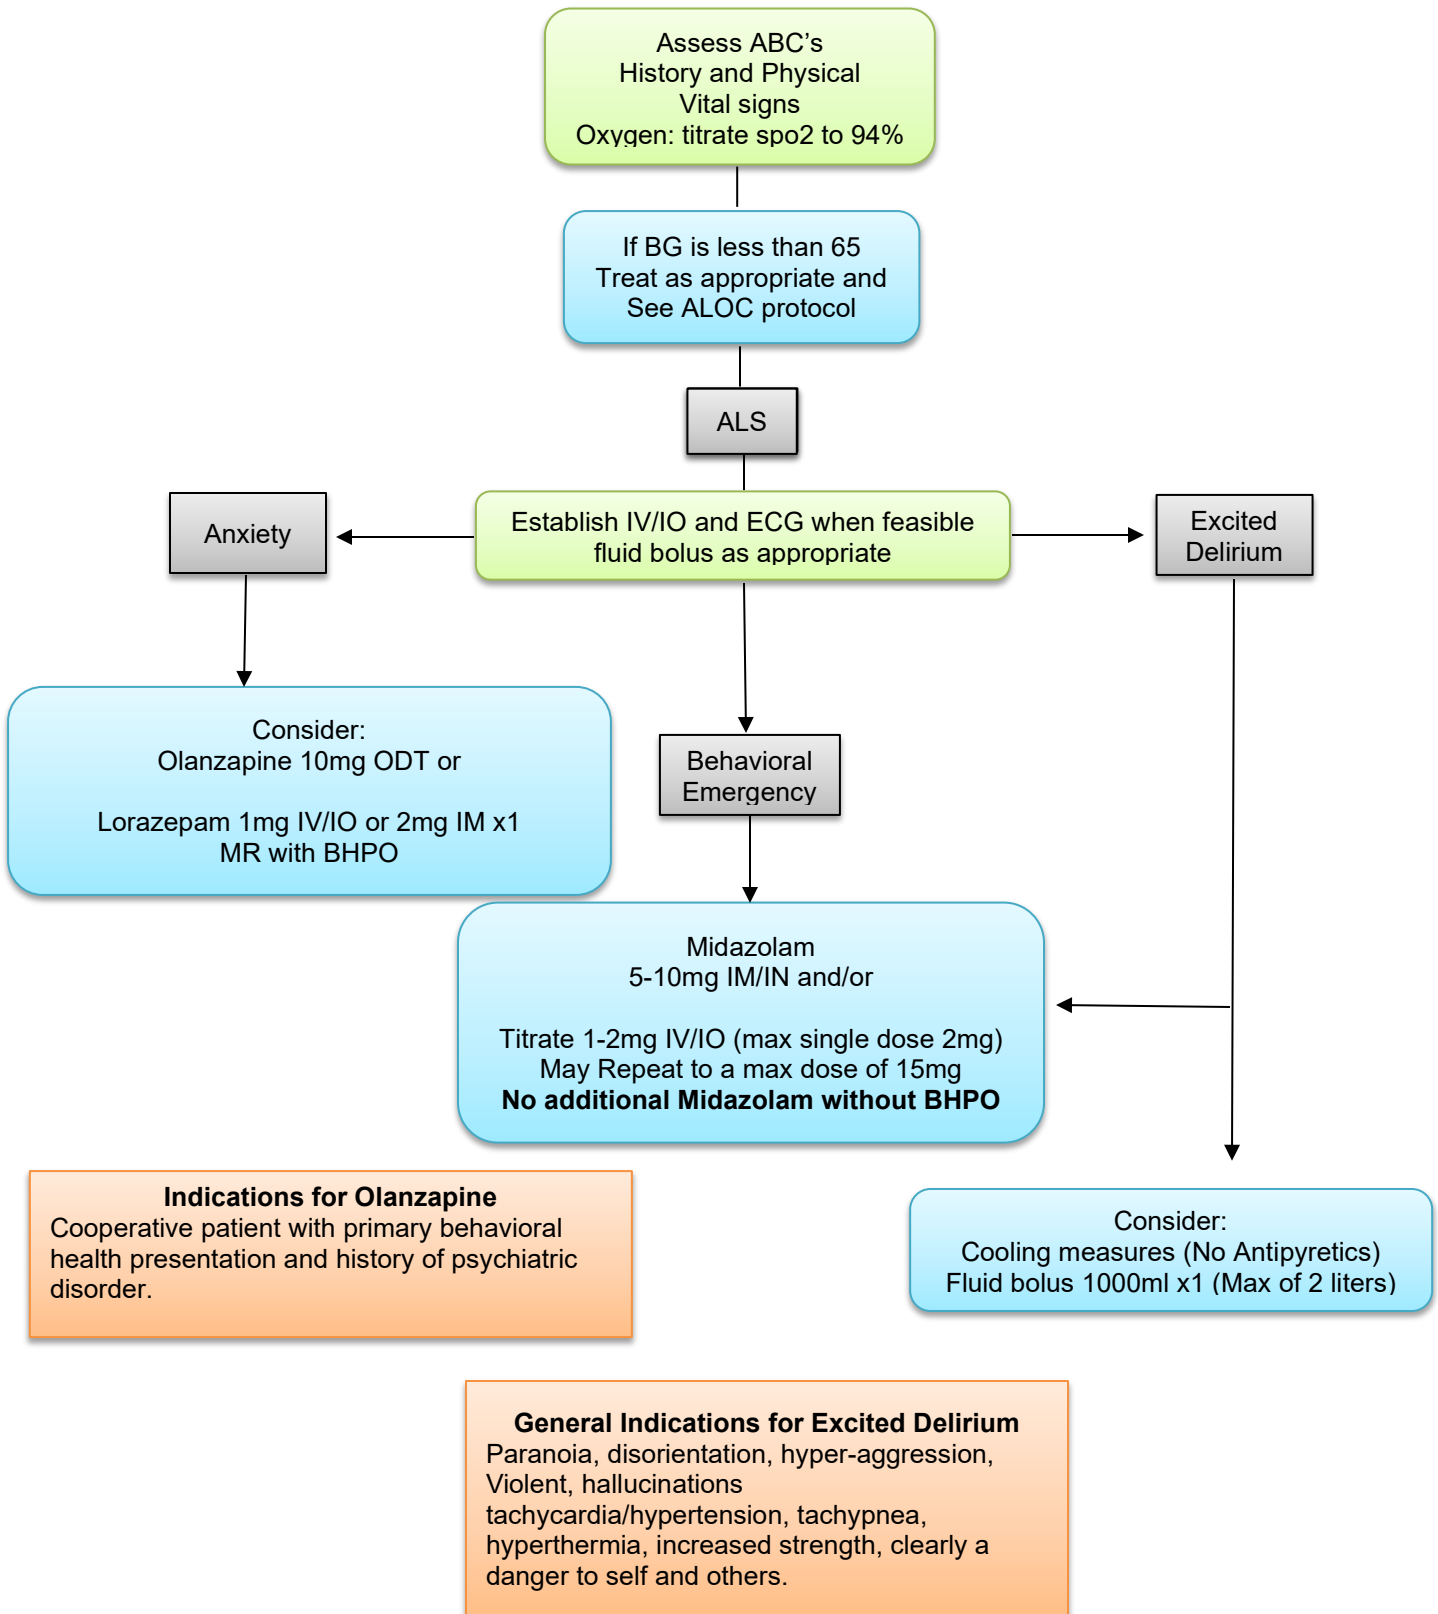 Assess ABC’s
History and Physical
Vital signs
Oxygen: titrate spo2 to 94%
If BG is less than 65
Treat as appropriate and
See ALOC protocol
ALS
Anxiety
Establish IV/IO and ECG when feasible
fluid bolus as appropriate
Excited
Delirium
Consider:
Olanzapine 10mg ODT or
Lorazepam 1mg IV/IO or 2mg IM x1
MR with BHPO
Behavioral
Emergency
Midazolam
5-10mg IM/IN and/or
Titrate 1-2mg IV/IO (max single dose 2mg)
May Repeat to a max dose of 15mg
No additional Midazolam without BHPO
Indications for Olanzapine
Cooperative patient with primary behavioral
health presentation and history of psychiatric
disorder.
Consider:
Cooling measures (No Antipyretics)
Fluid bolus 1000ml x1 (Max of 2 liters)
General Indications for Excited Delirium
Paranoia, disorientation, hyper-aggression,
Violent, hallucinations
tachycardia/hypertension, tachypnea,
hyperthermia, increased strength, clearly a
danger to self and others.